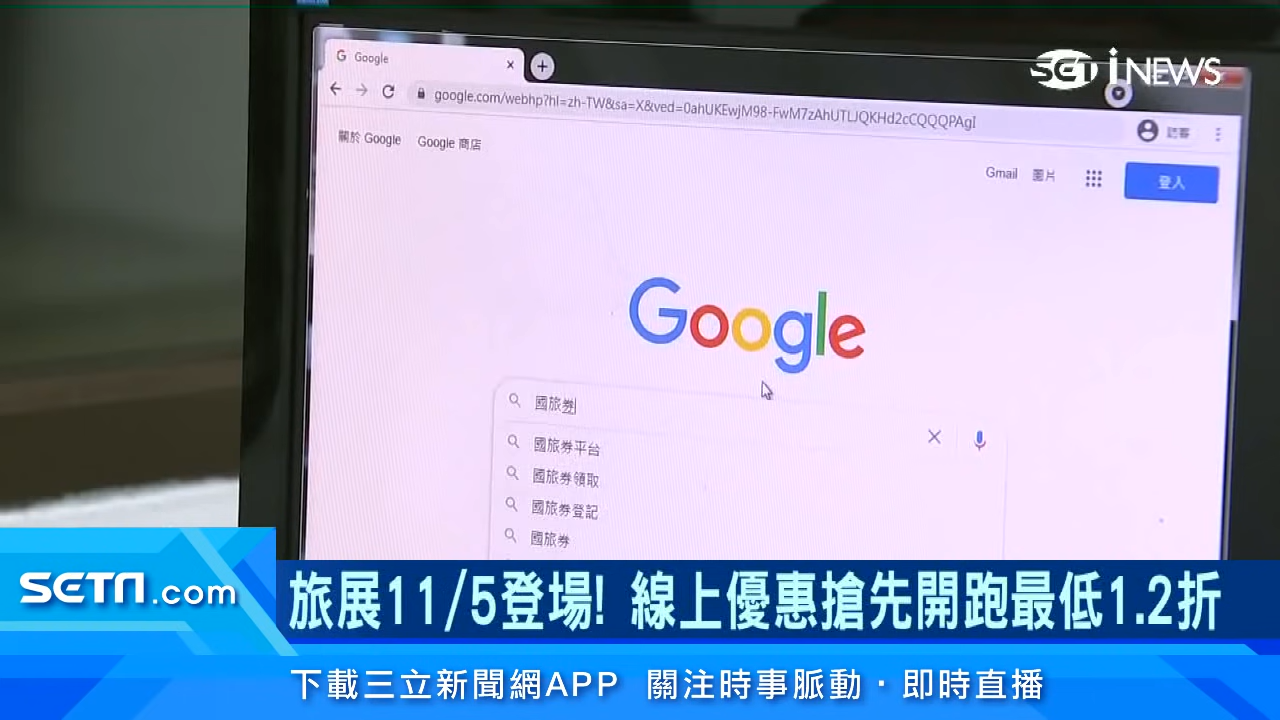 Google
SETi NEWS
google.com/webhp?hl=zh-TW&sa=X&ved=0ahUKEwjM98-FwM7zAhUTLJQKHd2cCQQQPAgI
訪客
關於 Google Google 商店
Gmail 圖片 登入
Google
國旅券
國旅券平台
國旅券領取
國旅券登記
國旅券
SETN.com
旅展11/5登場! 線上優惠搶先開跑最低1.2折
下載三立新聞網APP 關注時事脈動·即時直播